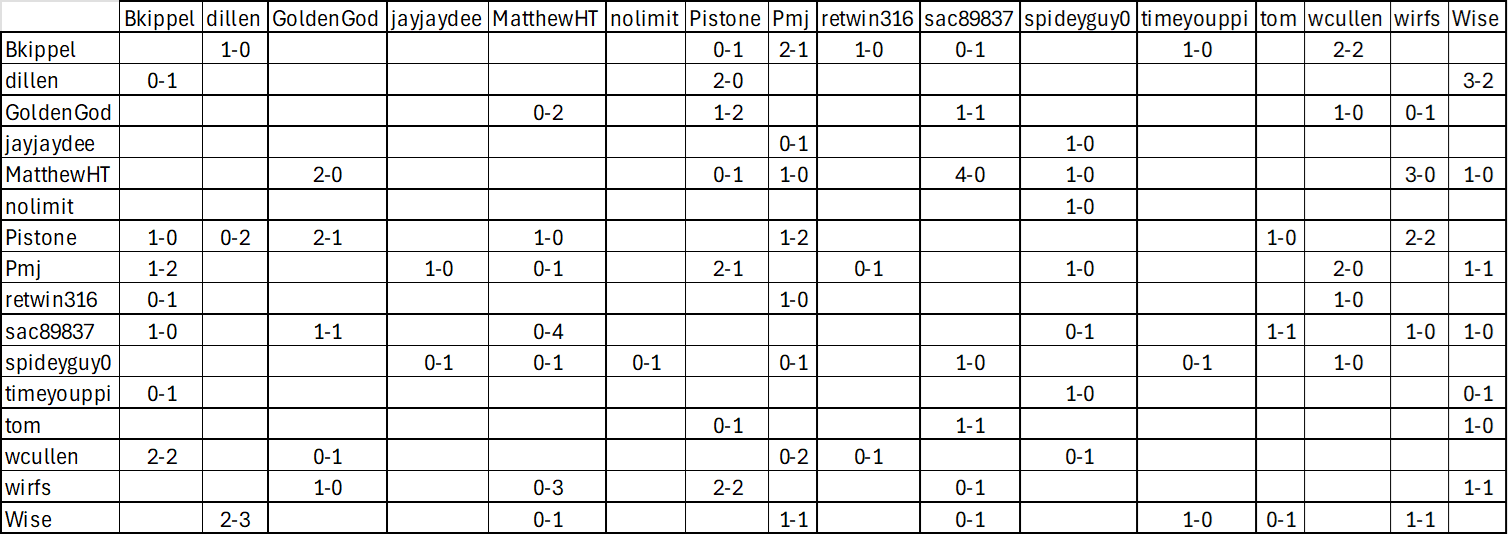 Bkippel dillen GoldenGod jayjaydee MatthewHT nolimit Pistone Pmj retwin316 sac89837 spideyguy0 timeyouppi tom wcullen wirfs Wise
Bkippel 1-0 0-1 2-1 1-0 0-1 1-0 2-2
dillen 0-1 2-0 3-2
GoldenGod 0-2 1-2 1-1 1-0 0-1
jayjaydee 0-1 1-0
MatthewHT 2-0 0-1 1-0 4-0 1-0 3-0 1-0
nolimit 1-0
Pistone 1-0 0-2 2-1 1-0 1-2 1-0 2-2
Pmj 1-2 1-0 0-1 2-1 0-1 1-0 2-0 1-1
retwin316 0-1 1-0 1-0
sac89837 1-0 1-1 0-4 0-1 1-1 1-0 1-0
spideyguy0 0-1 0-1 0-1 0-1 1-0 0-1 1-0
timeyouppi 0-1 1-0 0-1
tom 0-1 1-1 1-0
wcullen 2-2 0-1 0-2 0-1 0-1
wirfs 1-0 0-3 2-2 0-1 1-1
Wise 2-3 0-1 1-1 0-1 1-0 0-1 1-1